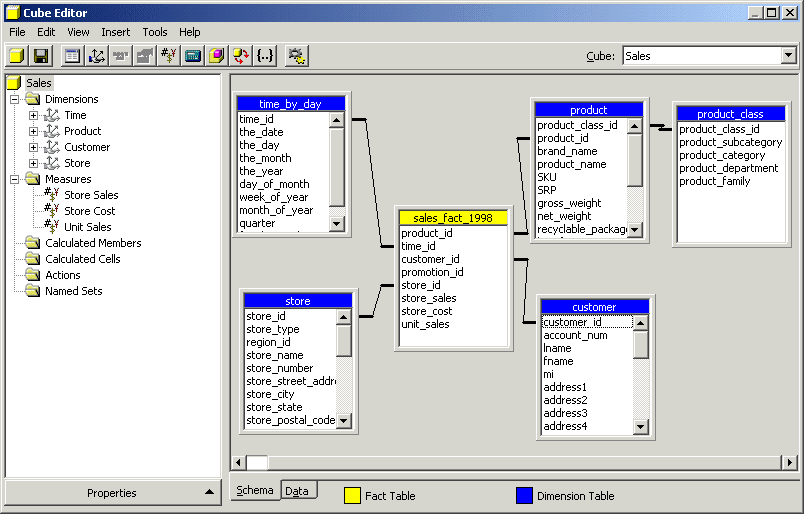 Cube Editor
File Edit View Insert Tools Help
Cube: Sales
Sales
Dimensions
Time
Product
Customer
Store
Measures
Store Sales
Store Cost
Unit Sales
Calculated Members
Calculated Cells
Actions
Named Sets
Properties
time_by_day
time_id
the_date
the_day
the_month
the_year
day_of_month
week_of_year
month_of_year
quarter
store
store_id
store_type
region_id
store_name
store_number
store_street_addre
store_city
store_state
store_postal_code
sales_fact_1998
product_id
time_id
customer_id
promotion_id
store_id
store_sales
store_cost
unit_sales
product
product_class_id
product_id
brand_name
product_name
SKU
SRP
gross_weight
net_weight
recyclable_package
product_class
product_class_id
product_subcategory
product_category
product_department
product_family
customer
customer_id
account_num
lname
fname
mi
address1
address2
address3
address4
Schema Data
Fact Table
Dimension Table